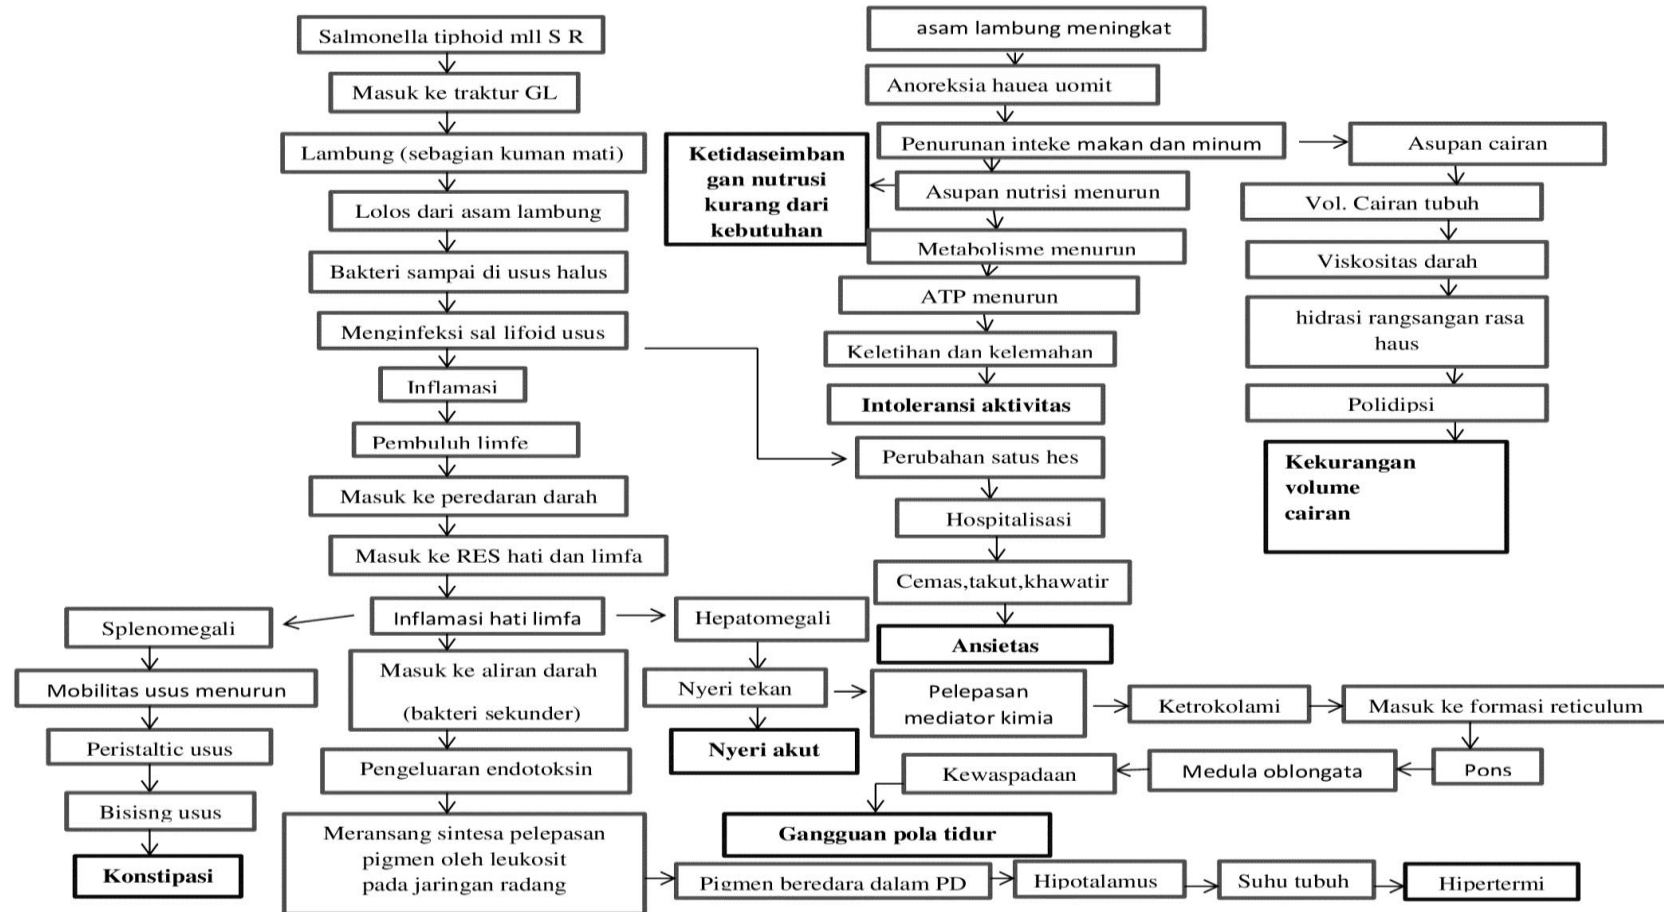 Salmonella tiphoid mll S R
Masuk ke traktur GL
Lambung (sebagian kuman mati)
Lolos dari asam lambung
Bakteri sampai di usus halus
Menginfeksi sal lifoid usus
Inflamasi
Pembuluh limfe
Masuk ke peredaran darah
Masuk ke RES hati dan limfa
Inflamasi hati limfa
Splenomegali
Mobilitas usus menurun
Peristaltic usus
Bisisng usus
Konstipasi
Masuk ke aliran darah
(bakteri sekunder)
Pengeluaran endotoksin
Meransang sintesa pelepasan
pigmen oleh leukosit
pada jaringan radang
Hepatomegali
Nyeri tekan
Nyeri akut
asam lambung meningkat
Anoreksia hauea uomit
Penurunan inteke makan dan minum
Ketidaseimban
gan nutrusi
kurang dari
kebutuhan
Asupan nutrisi menurun
Metabolisme menurun
ATP menurun
Keletihan dan kelemahan
Intoleransi aktivitas
Perubahan satus hes
Hospitalisasi
Cemas,takut,khawatir
Ansietas
Asupan cairan
Vol. Cairan tubuh
Viskositas darah
hidrasi rangsangan rasa
haus
Polidipsi
Kekurangan
volume
cairan
Pelepasan
mediator kimia
Ketrokolami
Masuk ke formasi reticulum
Pons
Medula oblongata
Kewaspadaan
Gangguan pola tidur
Pigmen beredara dalam PD
Hipotalamus
Suhu tubuh
Hipertermi